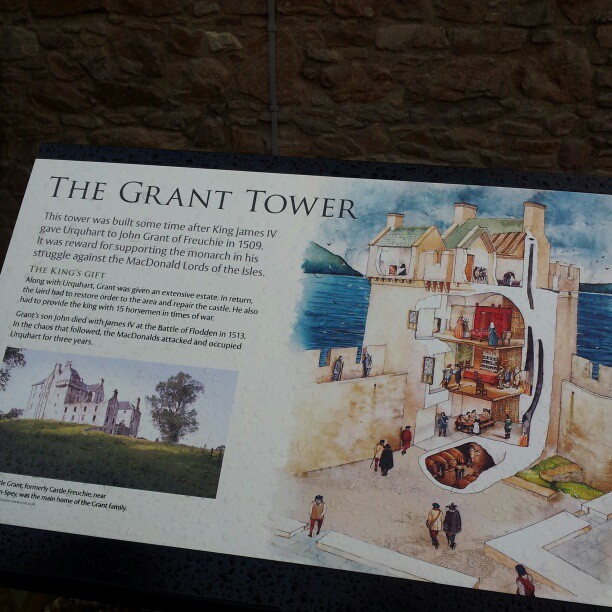 THE GRANT TOWER
This tower was built some time after King James IV
gave Urquhart to John Grant of Freuchie in 1509.
It was reward for supporting the monarch in his
struggle against the MacDonald Lords of the Isles.
THE KING'S GIFT
Along with Urquhart, Grant was given an extensive estate. In return,
the laird had to restore order to the area and repair the castle. He also
had to provide the king with 15 horsemen in times of war.
Grant's son John died with James IV at the Battle of Flodden in 1513.
In the chaos that followed, the MacDonalds attacked and occupied
Urquhart for three years.
Grant, formerly Castle Freuchie, near
-Spey, was the main home of the Grant family.